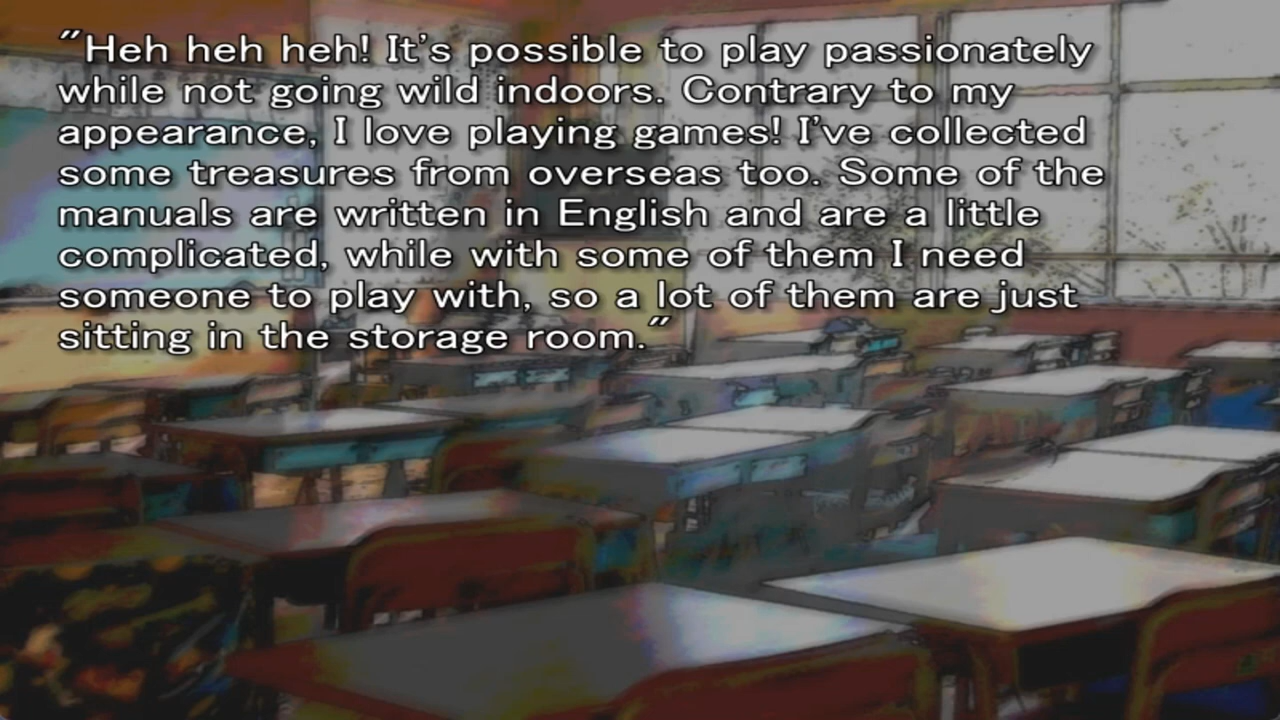 "Heh heh heh! It's possible to play passionately
while not going wild indoors. Contrary to my
appearance, I love playing games! I've collected
some treasures from overseas too. Some of the
manuals are written in English and are a little
complicated, while with some of them I need
someone to play with, so a lot of them are just
sitting in the storage room."